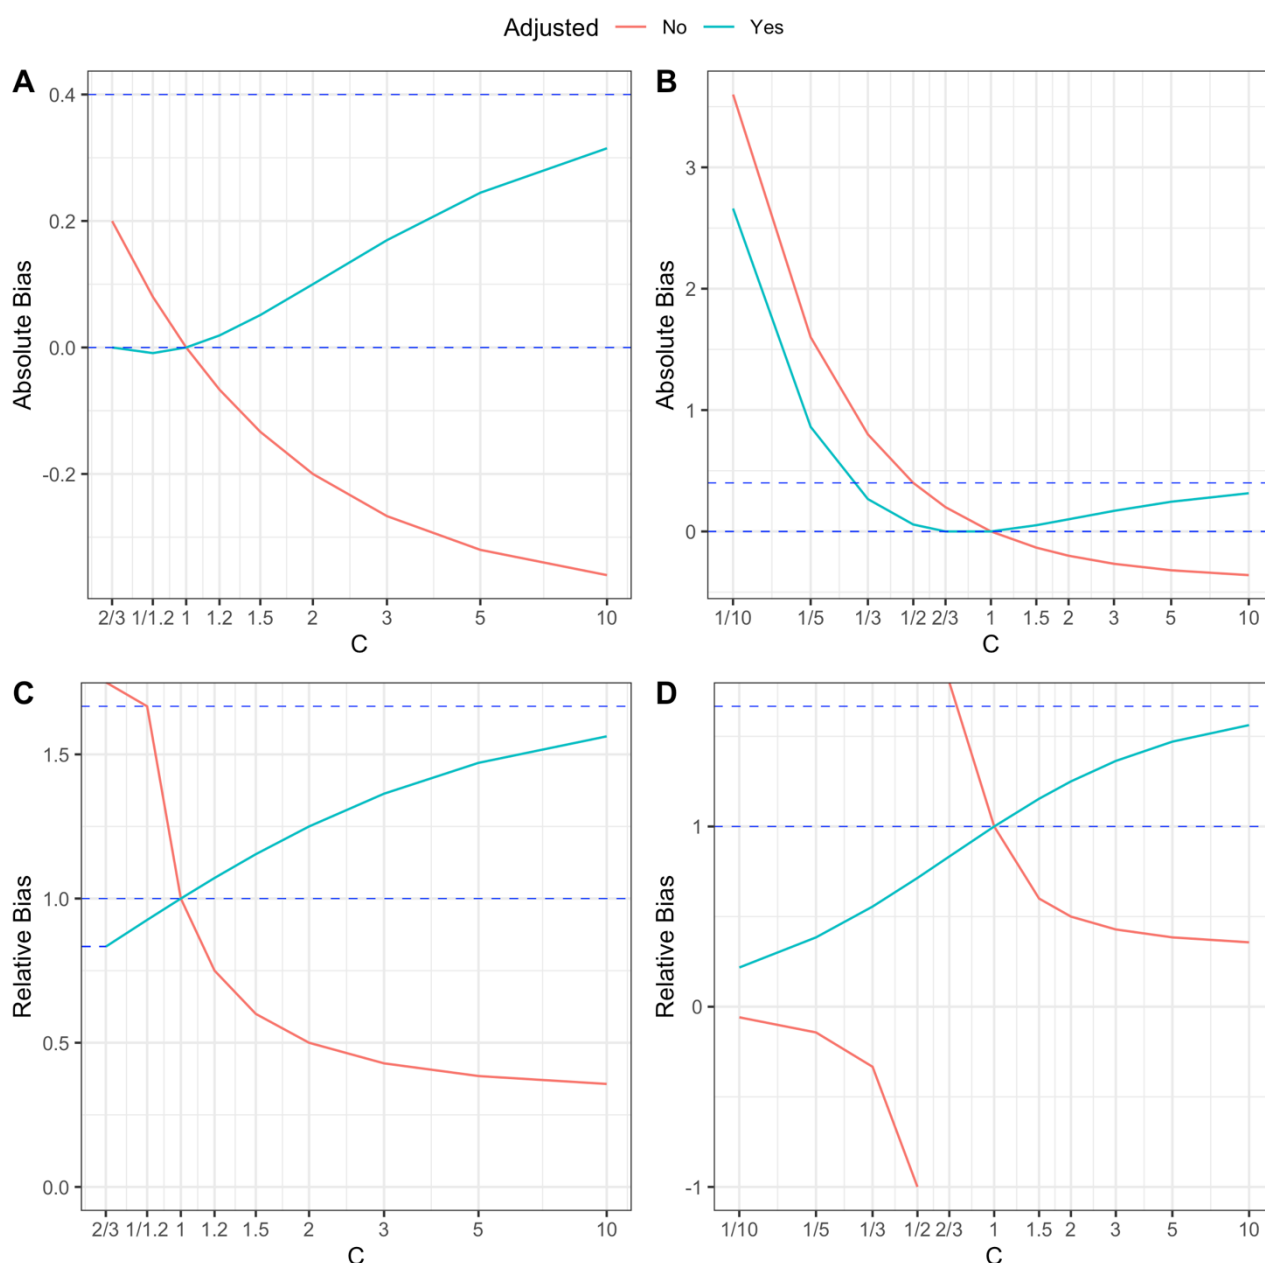 Adjusted No Yes
A
Absolute Bias
0.4
0.2
0.0
-0.2
2/3 1/1.2 1 1.2 1.5 2 3 5 10
C
B
Absolute Bias
3
2
1
0
1/10 1/5 1/3 1/2 2/3 1 1.5 2 3 5 10
C
C
Relative Bias
1.5
1.0
0.5
0.0
2/3 1/1.2 1 1.2 1.5 2 3 5 10
C
D
Relative Bias
1
0
-1
1/10 1/5 1/3 1/2 2/3 1 1.5 2 3 5 10
C